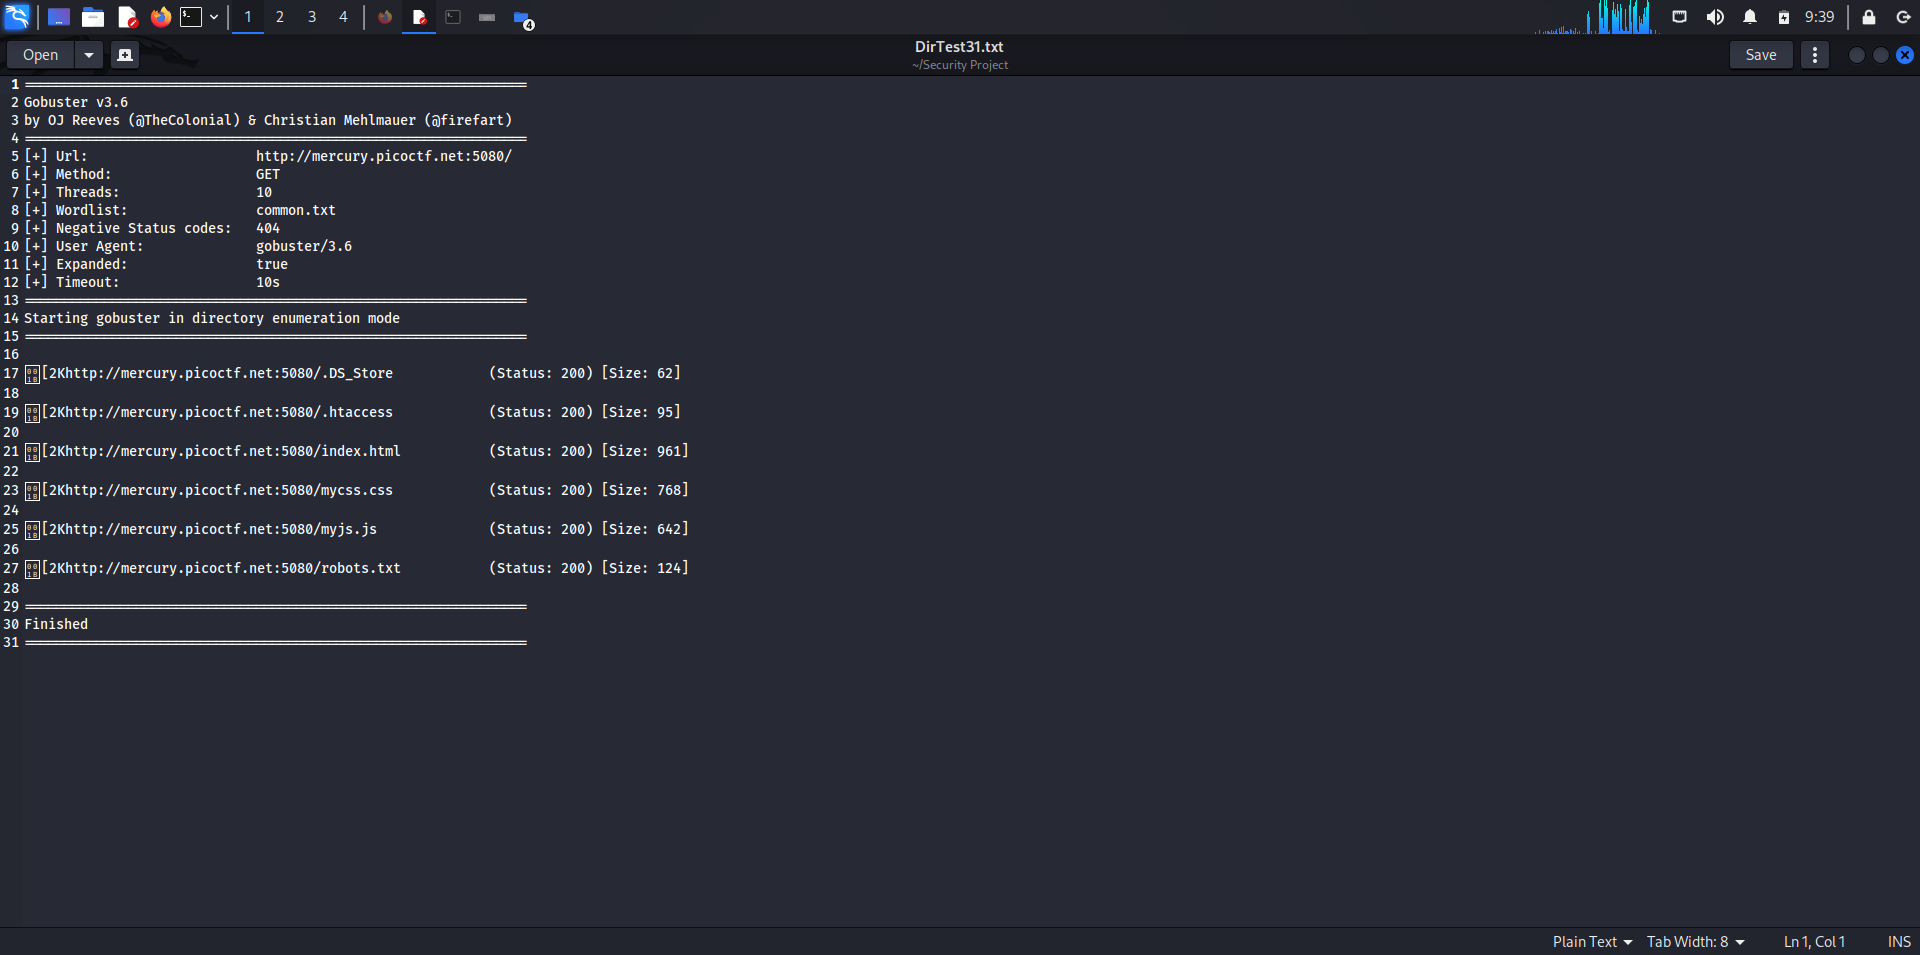 1 2 3 4 4 9:39
Open DirTest31.txt Save
~/Security Project
1 ===============================================================
2 Gobuster v3.6
3 by OJ Reeves (@TheColonial) & Christian Mehlmauer (@firefart)
4 ===============================================================
5 [+] Url:                     http://mercury.picoctf.net:5080/
6 [+] Method:                  GET
7 [+] Threads:                 10
8 [+] Wordlist:                common.txt
9 [+] Negative Status codes:   404
10 [+] User Agent:              gobuster/3.6
11 [+] Expanded:                true
12 [+] Timeout:                 10s
13 ===============================================================
14 Starting gobuster in directory enumeration mode
15 ===============================================================
16
17 [2Khttp://mercury.picoctf.net:5080/.DS_Store            (Status: 200) [Size: 62]
18
19 [2Khttp://mercury.picoctf.net:5080/.htaccess            (Status: 200) [Size: 95]
20
21 [2Khttp://mercury.picoctf.net:5080/index.html           (Status: 200) [Size: 961]
22
23 [2Khttp://mercury.picoctf.net:5080/mycss.css            (Status: 200) [Size: 768]
24
25 [2Khttp://mercury.picoctf.net:5080/myjs.js              (Status: 200) [Size: 642]
26
27 [2Khttp://mercury.picoctf.net:5080/robots.txt           (Status: 200) [Size: 124]
28
29 ===============================================================
30 Finished
31 ===============================================================
Plain Text Tab Width: 8 Ln 1, Col 1 INS